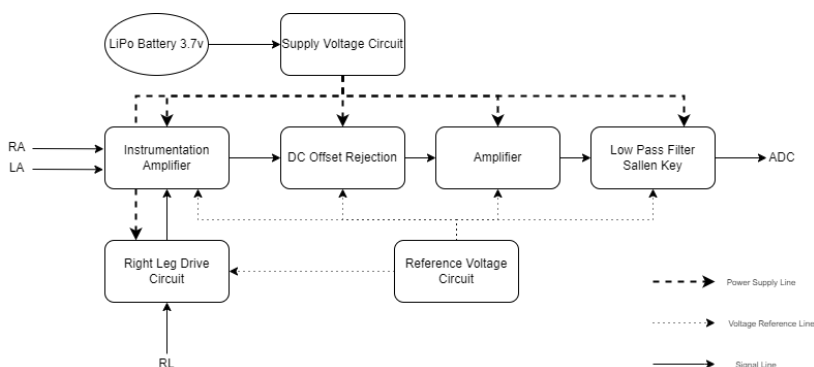 LiPo Battery 3.7v
Supply Voltage Circuit
RA
LA
Instrumentation
Amplifier
DC Offset Rejection
Amplifier
Low Pass Filter
Sallen Key
ADC
Right Leg Drive
Circuit
Reference Voltage
Circuit
Power Supply Line
Voltage Reference Line
Signal Line
RL